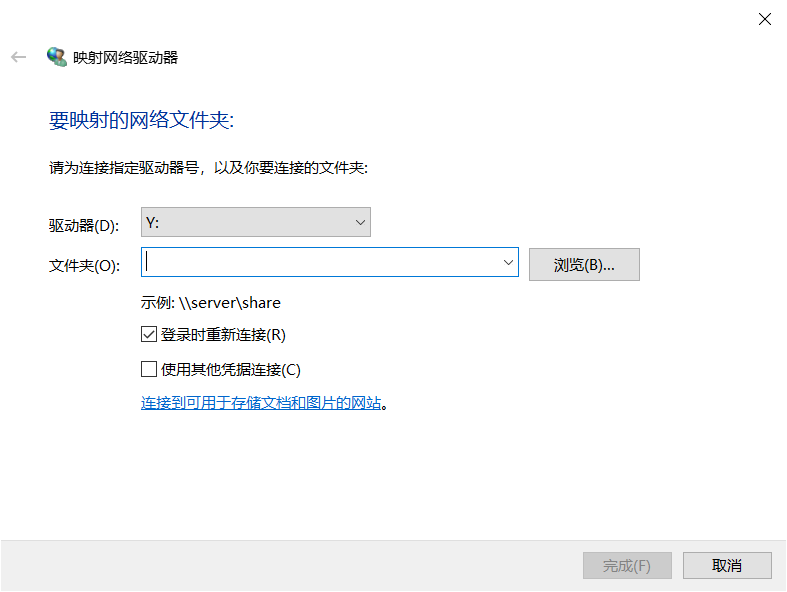 映射网络驱动器
要映射的网络文件夹:
请为连接指定驱动器号，以及你要连接的文件夹:
驱动器(D): Y:
文件夹(O): 浏览(B)...
示例: \\server\share
登录时重新连接(R)
使用其他凭据连接(C)
连接到可用于存储文档和图片的网站。
完成(F) 取消